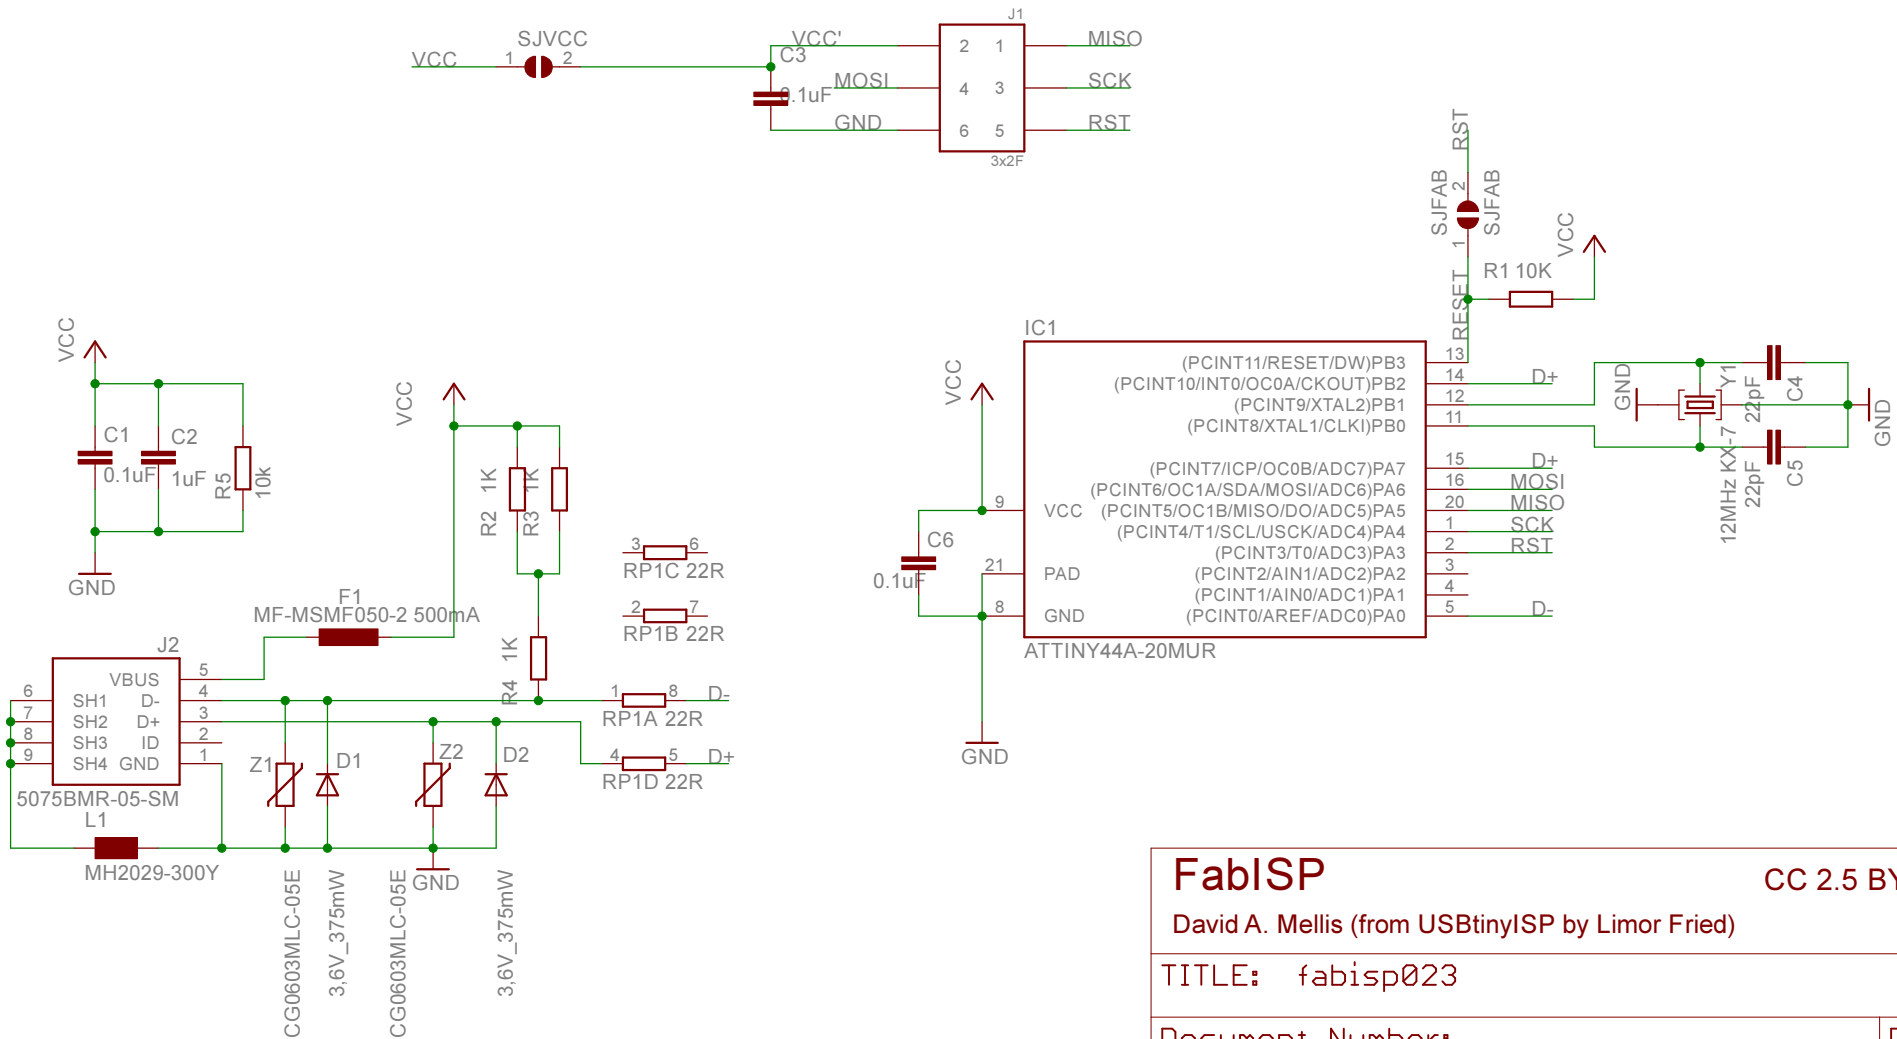 J1
SJVCC
VCC
1
2
VCC'
C3
0.1uF
MOSI
GND
2 1
4 3
6 5
MISO
SCK
RST
3x2F
RST
SJFAB
2
1
SJFAB
VCC
R1 10K
RESET
VCC
C1
0.1uF
C2
1uF
R5
10k
GND
VCC
R2 1K
R3 1K
R4 1K
F1
MF-MSMF050-2 500mA
3 6
RP1C 22R
2 7
RP1B 22R
1 8
D-
RP1A 22R
4 5
D+
RP1D 22R
J2
VBUS 5
6 SH1 D- 4
7 SH2 D+ 3
8 SH3 ID 2
9 SH4 GND 1
5075BMR-05-SM
L1
MH2029-300Y
Z1
D1
Z2
D2
GND
CG0603MLC-05E
3,6V_375mW
CG0603MLC-05E
3,6V_375mW
IC1
VCC
C6
0.1uF
9 VCC
21 PAD
8 GND
GND
(PCINT11/RESET/DW)PB3 13
(PCINT10/INT0/OC0A/CKOUT)PB2 14 D+
(PCINT9/XTAL2)PB1 12
(PCINT8/XTAL1/CLKI)PB0 11
(PCINT7/ICP/OC0B/ADC7)PA7 15 D+
(PCINT6/OC1A/SDA/MOSI/ADC6)PA6 16 MOSI
(PCINT5/OC1B/MISO/DO/ADC5)PA5 20 MISO
(PCINT4/T1/SCL/USCK/ADC4)PA4 1 SCK
(PCINT3/T0/ADC3)PA3 2 RST
(PCINT2/AIN1/ADC2)PA2 3
(PCINT1/AIN0/ADC1)PA1 4
(PCINT0/AREF/ADC0)PA0 5 D-
ATTINY44A-20MUR
GND
Y1
12MHz KX-7
22pF
C4
22pF
C5
GND
FabISP
CC 2.5 BY
David A. Mellis (from USBtinyISP by Limor Fried)
TITLE: fabisp023
Document Number: